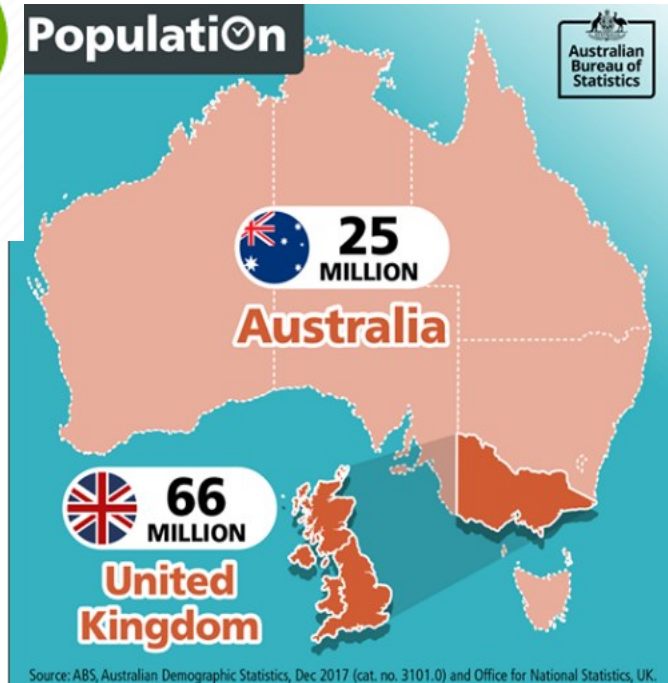 Population
Australian
Bureau of
Statistics
25
MILLION
Australia
66
MILLION
United
Kingdom
Source: ABS, Australian Demographic Statistics, Dec 2017 (cat. no. 3101.0) and Office for National Statistics, UK.